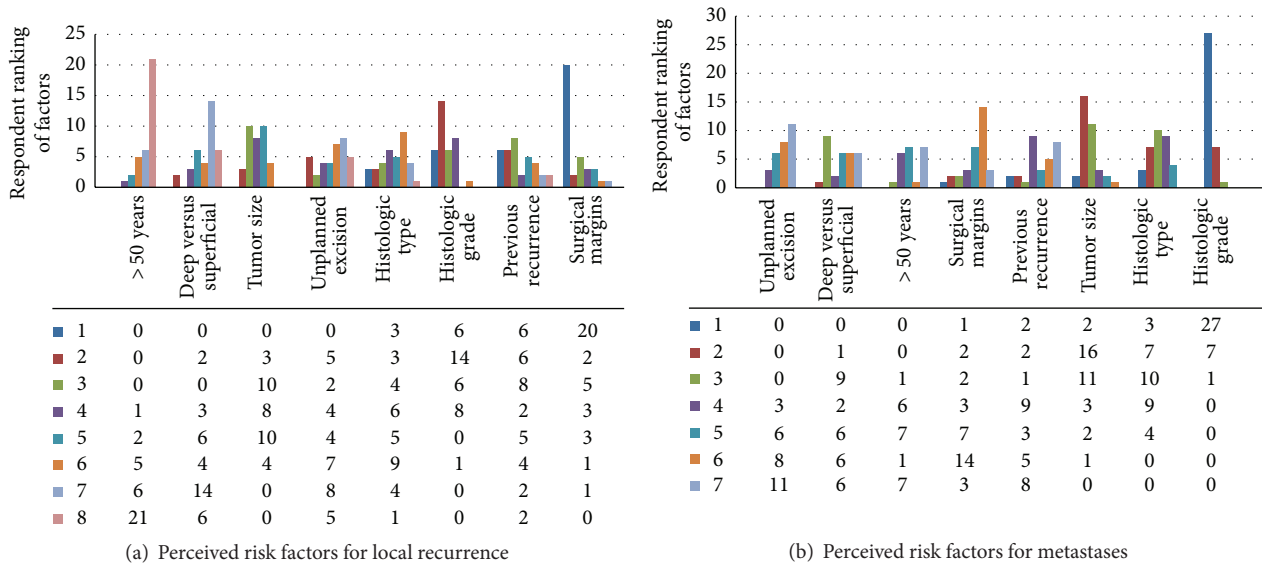 Respondent ranking
of factors
25
20
15
10
5
0
> 50 years
Deep versus
superficial
Tumor size
Unplanned
excision
Histologic
type
Histologic
grade
Previous
recurrence
Surgical
margins
1 0 0 0 0 3 6 6 20
2 0 2 3 5 3 14 6 2
3 0 0 10 2 4 6 8 5
4 1 3 8 4 6 8 2 3
5 2 6 10 4 5 0 5 3
6 5 4 4 7 9 1 4 1
7 6 14 0 8 4 0 2 1
8 21 6 0 5 1 0 2 0
(a) Perceived risk factors for local recurrence
Respondent ranking
of factors
30
25
20
15
10
5
0
Unplanned
excision
Deep versus
superficial
> 50 years
Surgical
margins
Previous
recurrence
Tumor size
Histologic
type
Histologic
grade
1 0 0 0 1 2 2 3 27
2 0 1 0 2 2 16 7 7
3 0 9 1 2 1 11 10 1
4 3 2 6 3 9 3 9 0
5 6 6 7 7 3 2 4 0
6 8 6 1 14 5 1 0 0
7 11 6 7 3 8 0 0 0
(b) Perceived risk factors for metastases